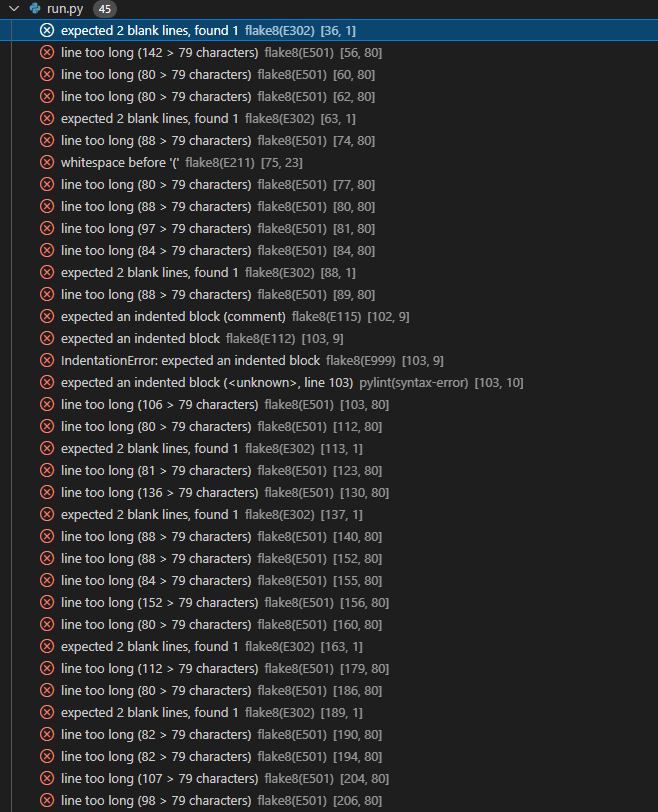 run.py 45
expected 2 blank lines, found 1 flake8(E302) [36, 1]
line too long (142 > 79 characters) flake8(E501) [56, 80]
line too long (80 > 79 characters) flake8(E501) [60, 80]
line too long (80 > 79 characters) flake8(E501) [62, 80]
expected 2 blank lines, found 1 flake8(E302) [63, 1]
line too long (88 > 79 characters) flake8(E501) [74, 80]
whitespace before '(' flake8(E211) [75, 23]
line too long (80 > 79 characters) flake8(E501) [77, 80]
line too long (88 > 79 characters) flake8(E501) [80, 80]
line too long (97 > 79 characters) flake8(E501) [81, 80]
line too long (84 > 79 characters) flake8(E501) [84, 80]
expected 2 blank lines, found 1 flake8(E302) [88, 1]
line too long (88 > 79 characters) flake8(E501) [89, 80]
expected an indented block (comment) flake8(E115) [102, 9]
expected an indented block flake8(E112) [103, 9]
IndentationError: expected an indented block flake8(E999) [103, 9]
expected an indented block (<unknown>, line 103) pylint(syntax-error) [103, 10]
line too long (106 > 79 characters) flake8(E501) [103, 80]
line too long (80 > 79 characters) flake8(E501) [112, 80]
expected 2 blank lines, found 1 flake8(E302) [113, 1]
line too long (81 > 79 characters) flake8(E501) [123, 80]
line too long (136 > 79 characters) flake8(E501) [130, 80]
expected 2 blank lines, found 1 flake8(E302) [137, 1]
line too long (88 > 79 characters) flake8(E501) [140, 80]
line too long (88 > 79 characters) flake8(E501) [152, 80]
line too long (84 > 79 characters) flake8(E501) [155, 80]
line too long (152 > 79 characters) flake8(E501) [156, 80]
line too long (80 > 79 characters) flake8(E501) [160, 80]
expected 2 blank lines, found 1 flake8(E302) [163, 1]
line too long (112 > 79 characters) flake8(E501) [179, 80]
line too long (80 > 79 characters) flake8(E501) [186, 80]
expected 2 blank lines, found 1 flake8(E302) [189, 1]
line too long (82 > 79 characters) flake8(E501) [190, 80]
line too long (82 > 79 characters) flake8(E501) [194, 80]
line too long (107 > 79 characters) flake8(E501) [204, 80]
line too long (98 > 79 characters) flake8(E501) [206, 80]